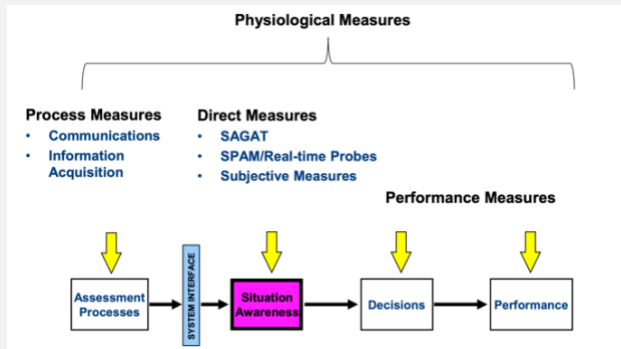 Physiological Measures
Process Measures
• Communications
• Information
Acquisition
Direct Measures
• SAGAT
• SPAM/Real-time Probes
• Subjective Measures
Performance Measures
Assessment
Processes
SYSTEM INTERFACE
Situation
Awareness
Decisions
Performance